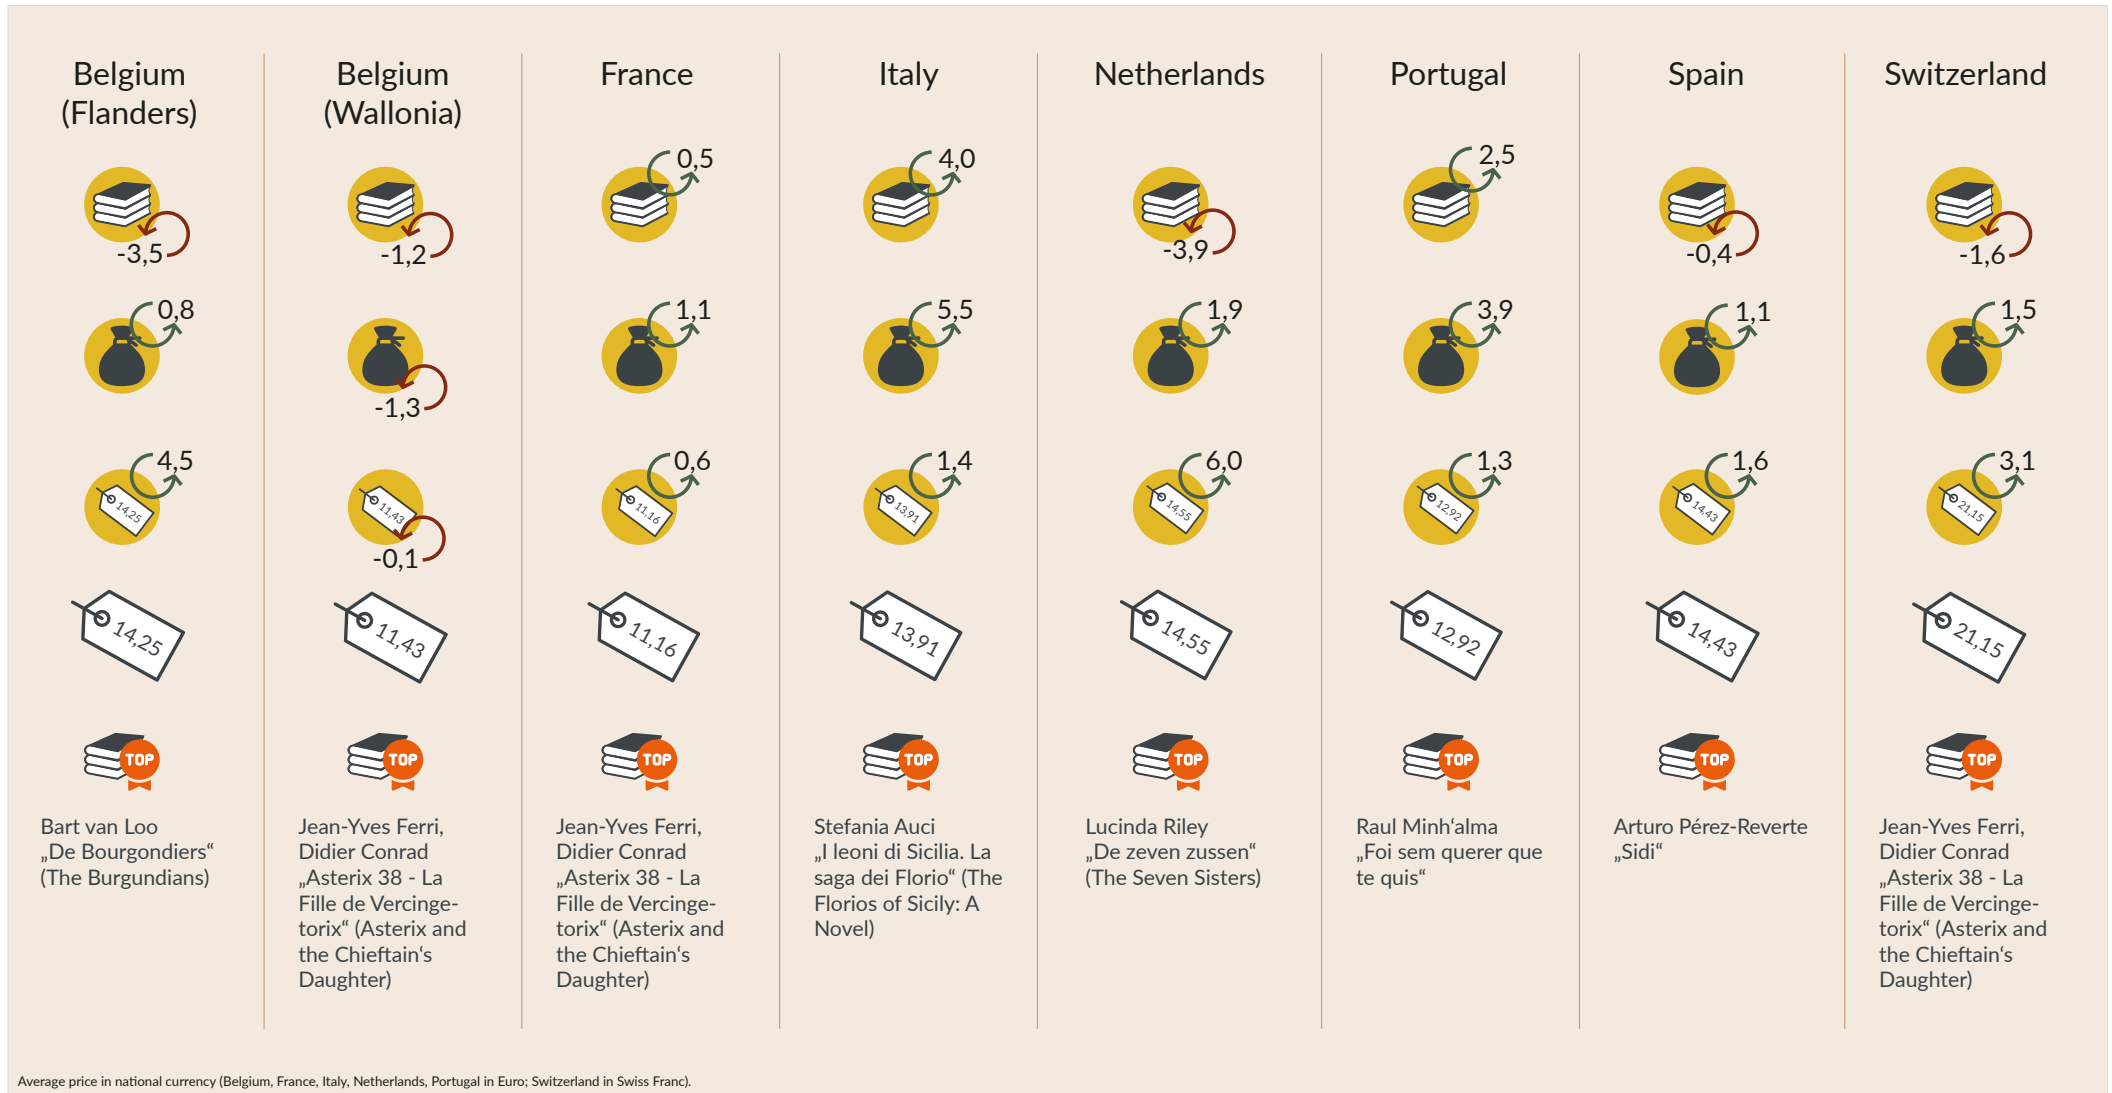 Belgium
(Flanders)
-3,5
0,8
4,5
14,25
14,25
TOP
Bart van Loo
„De Bourgondiers“
(The Burgundians)
Belgium
(Wallonia)
-1,2
-1,3
11,43
-0,1
11,43
TOP
Jean-Yves Ferri,
Didier Conrad
„Asterix 38 - La
Fille de Vercinge-
torix“ (Asterix and
the Chieftain‘s
Daughter)
France
0,5
1,1
0,6
11,16
11,16
TOP
Jean-Yves Ferri,
Didier Conrad
„Asterix 38 - La
Fille de Vercinge-
torix“ (Asterix and
the Chieftain‘s
Daughter)
Italy
4,0
5,5
1,4
13,91
13,91
TOP
Stefania Auci
„I leoni di Sicilia. La
saga dei Florio“ (The
Florios of Sicily: A
Novel)
Netherlands
-3,9
1,9
6,0
14,55
14,55
TOP
Lucinda Riley
„De zeven zussen“
(The Seven Sisters)
Portugal
2,5
3,9
1,3
12,92
12,92
TOP
Raul Minh‘alma
„Foi sem querer que
te quis“
Spain
-0,4
1,1
1,6
14,43
14,43
TOP
Arturo Pérez-Reverte
„Sidi“
Switzerland
-1,6
1,5
3,1
21,15
21,15
TOP
Jean-Yves Ferri,
Didier Conrad
„Asterix 38 - La
Fille de Vercinge-
torix“ (Asterix and
the Chieftain‘s
Daughter)
Average price in national currency (Belgium, France, Italy, Netherlands, Portugal in Euro; Switzerland in Swiss Franc).